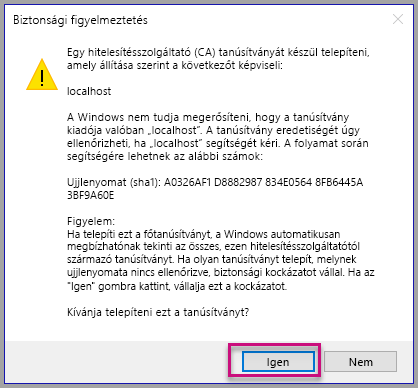 Biztonsági figyelmeztetés
Egy hitelesítésszolgáltató (CA) tanúsítványát készül telepíteni,
amely állítása szerint a következőt képviseli:
localhost
A Windows nem tudja megerősíteni, hogy a tanúsítvány
kiadója valóban „localhost”. A tanúsítvány eredetiségét úgy
ellenőrizheti, ha „localhost” segítségét kéri. A folyamat során
segítségére lehetnek az alábbi számok:
Ujjlenyomat (sha1): A0326AF1 D8882987 834E0564 8FB6445A
3BF9A60E
Figyelem:
Ha telepíti ezt a főtanúsítványt, a Windows automatikusan
megbízhatónak tekinti az összes, ezen hitelesítésszolgáltatótól
származó tanúsítványt. Ha olyan tanúsítványt telepít, melynek
ujjlenyomata nincs ellenőrizve, biztonsági kockázatot vállal. Ha az
"Igen" gombra kattint, vállalja ezt a kockázatot.
Kívánja telepíteni ezt a tanúsítványt?
Igen Nem